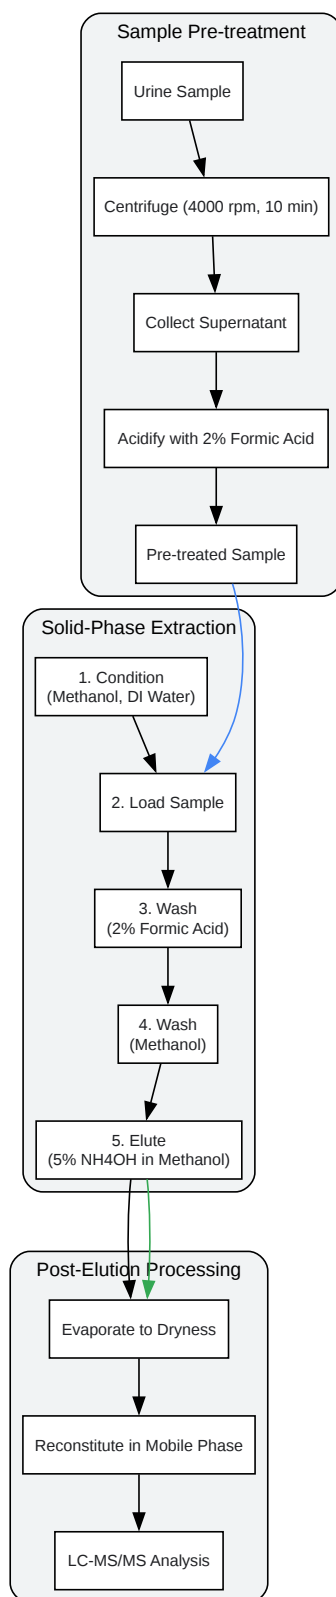 Sample Pre-treatment
Urine Sample
Centrifuge (4000 rpm, 10 min)
Collect Supernatant
Acidify with 2% Formic Acid
Pre-treated Sample
Solid-Phase Extraction
1. Condition
(Methanol, DI Water)
2. Load Sample
3. Wash
(2% Formic Acid)
4. Wash
(Methanol)
5. Elute
(5% NH4OH in Methanol)
Post-Elution Processing
Evaporate to Dryness
Reconstitute in Mobile Phase
LC-MS/MS Analysis